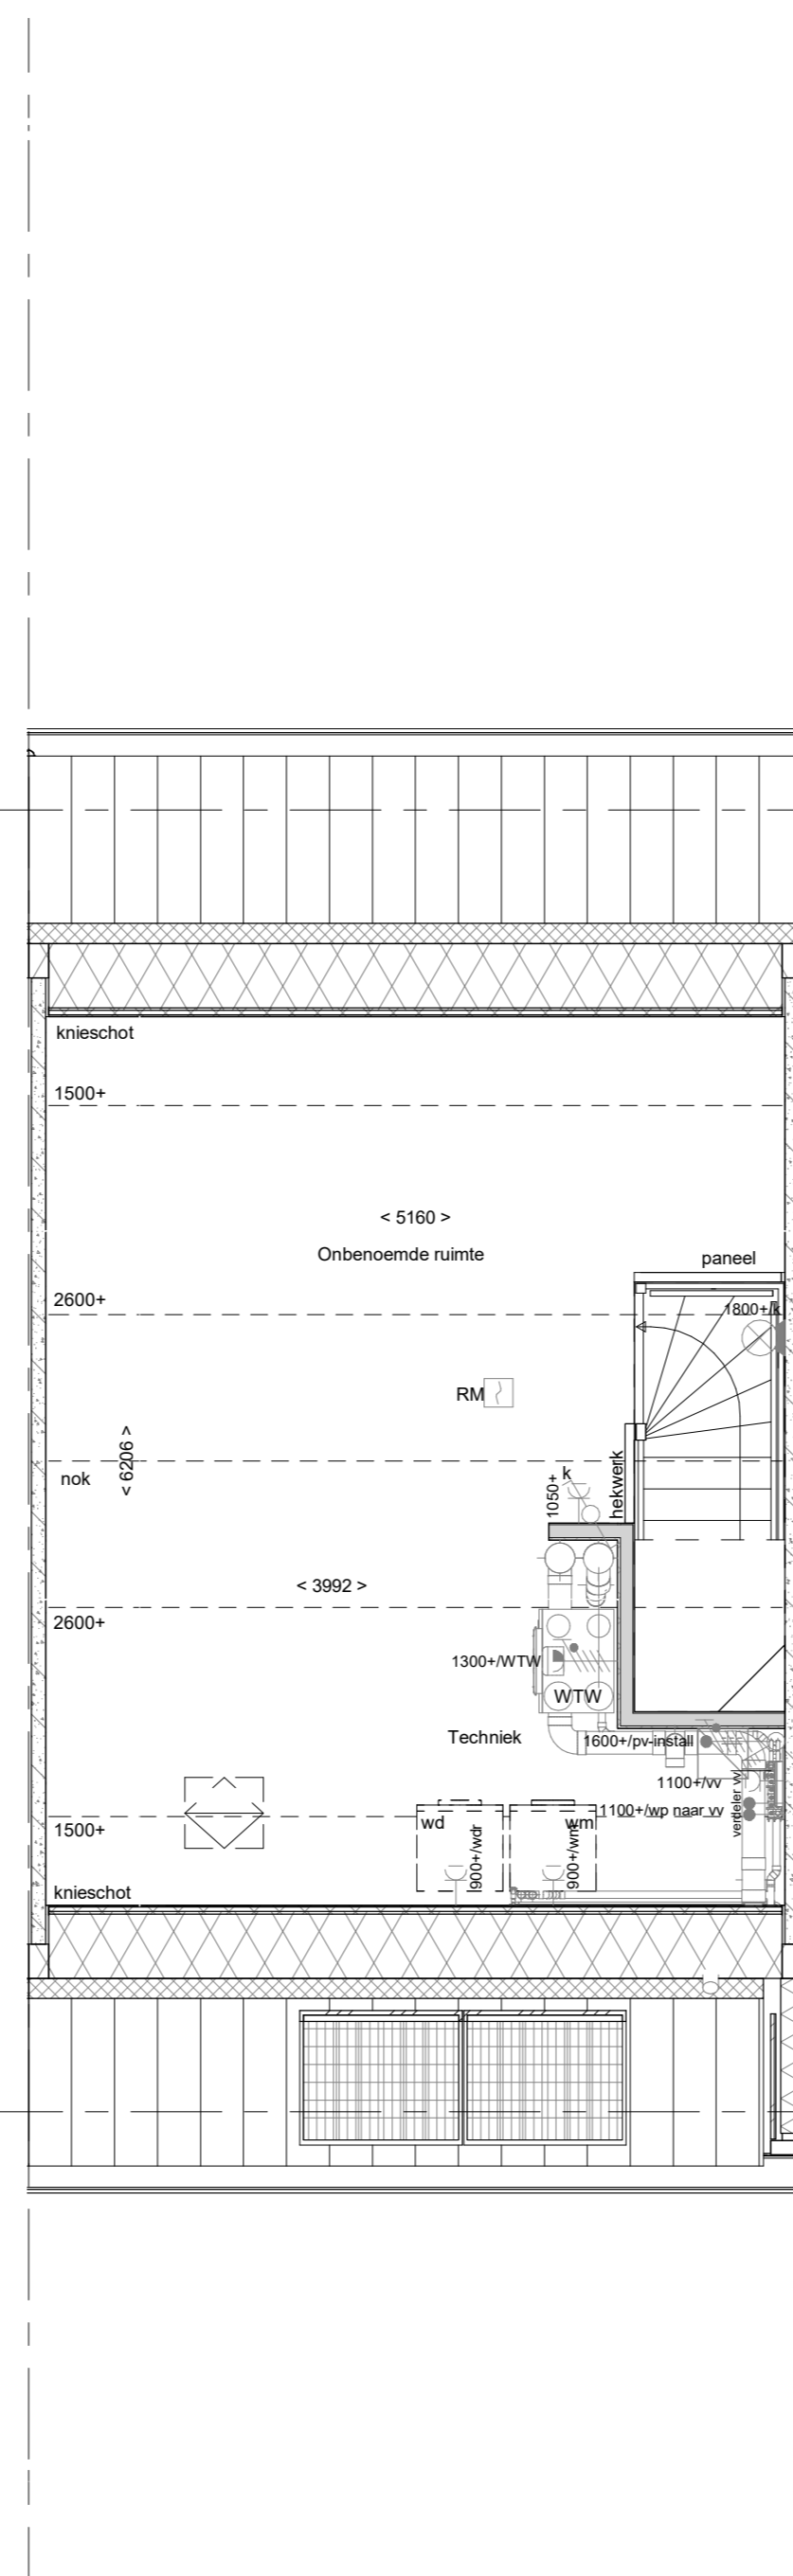 knieschot
1500+
< 5160 >
Onbenoemde ruimte
paneel
2600+
1800+/k
RM
< 6206 >
nok
k
1050+
hekwerk
< 3992 >
2600+
1300+/WTW
WTW
Techniek
1600+/pv-install
1100+/vv
1100+/wp naar vv
verdeler vv
1500+
wd
900+/wdr
wm
900+/wm
knieschot